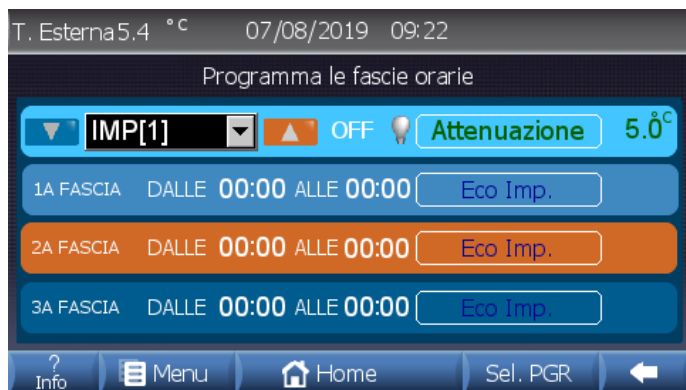 T. Esterna 5.4 °C 07/08/2019 09:22
Programma le fascie orarie
IMP[1] OFF Attenuazione 5.0 °C
1A FASCIA DALLE 00:00 ALLE 00:00 Eco Imp.
2A FASCIA DALLE 00:00 ALLE 00:00 Eco Imp.
3A FASCIA DALLE 00:00 ALLE 00:00 Eco Imp.
? Info Menu Home Sel. PGR